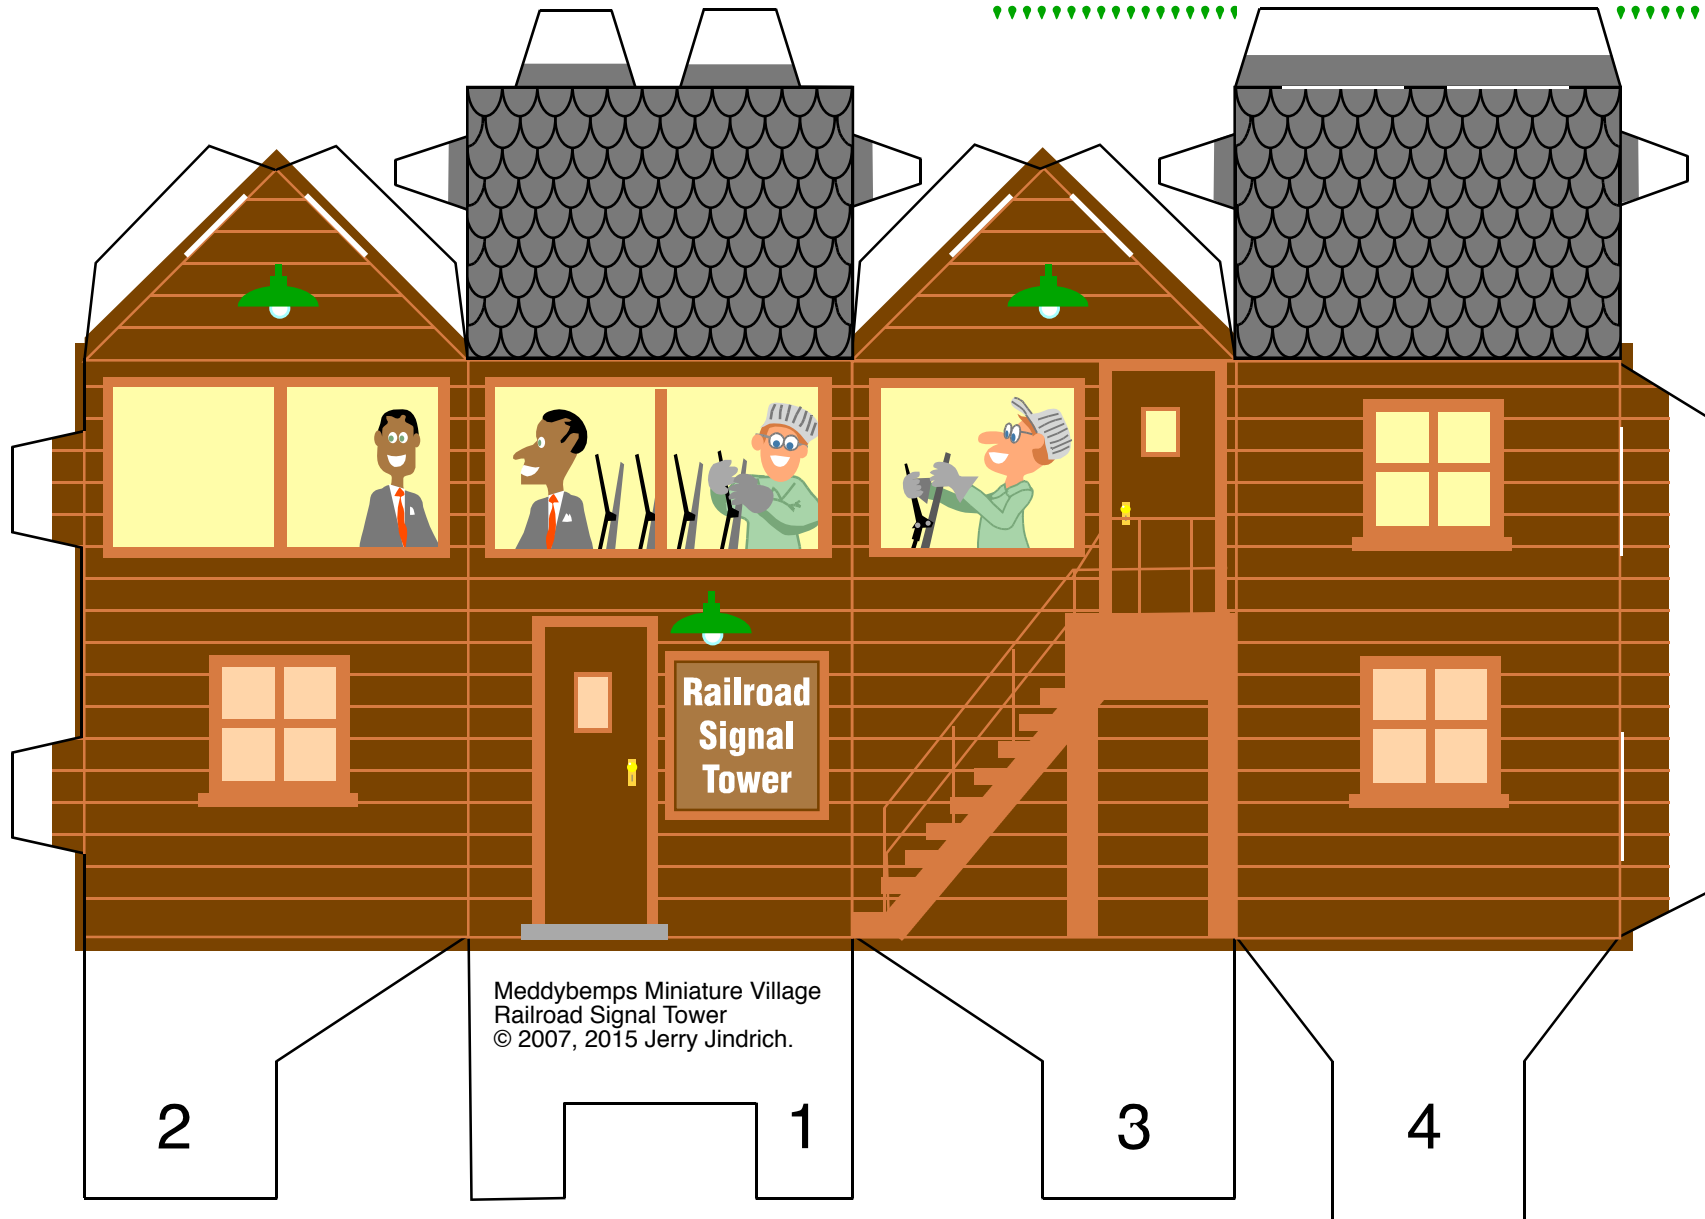 Railroad
Signal
Tower
Meddybemps Miniature Village
Railroad Signal Tower
© 2007, 2015 Jerry Jindrich.
2
1
3
4